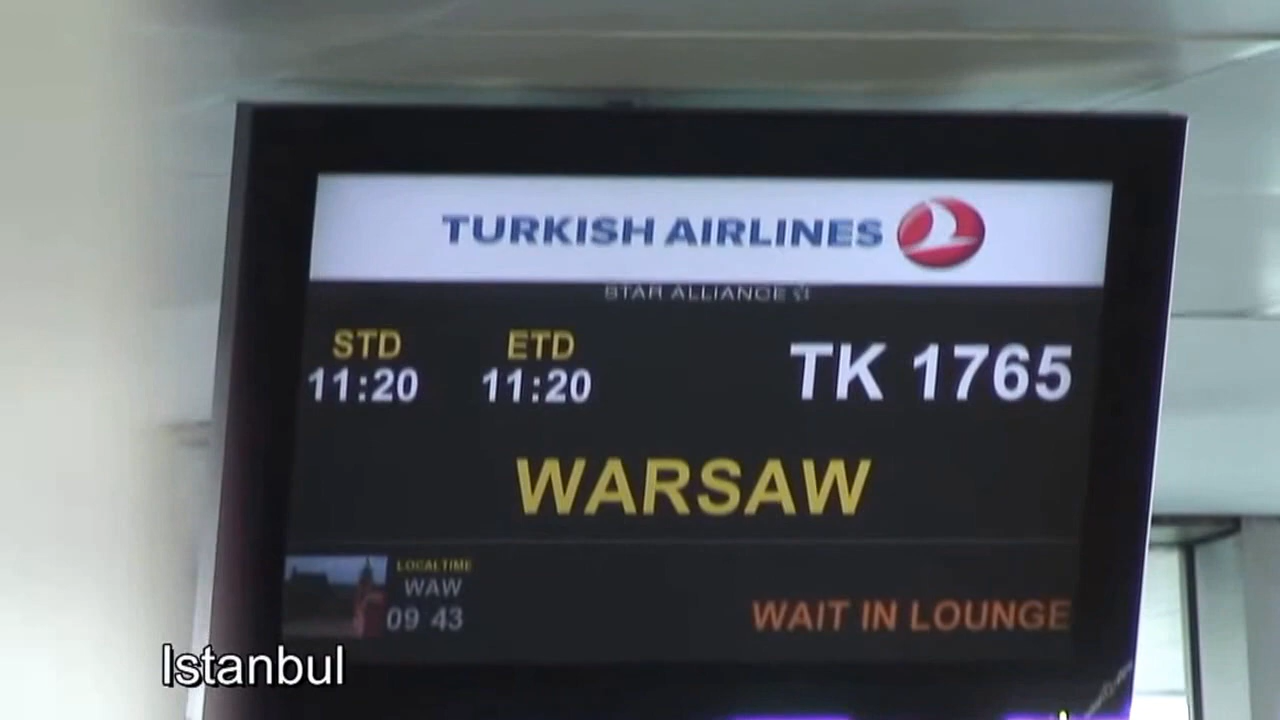 TURKISH AIRLINES
STAR ALLIANCE
STD ETD TK 1765
11:20 11:20
WARSAW
LOCALTIME
WAW
09 43
WAIT IN LOUNGE
Istanbul